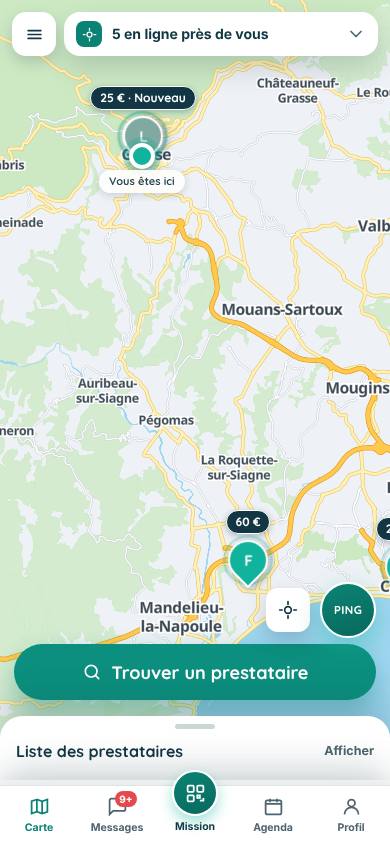 5 en ligne près de vous
Châteauneuf-
Grasse
25 € · Nouveau
L
Vous êtes ici
Mouans-Sartoux
Mougins
Auribeau-
sur-Siagne
Pégomas
La Roquette-
sur-Siagne
60 €
F
Mandelieu-
la-Napoule
PING
Trouver un prestataire
Liste des prestataires
Afficher
9+
Carte
Messages
Mission
Agenda
Profil